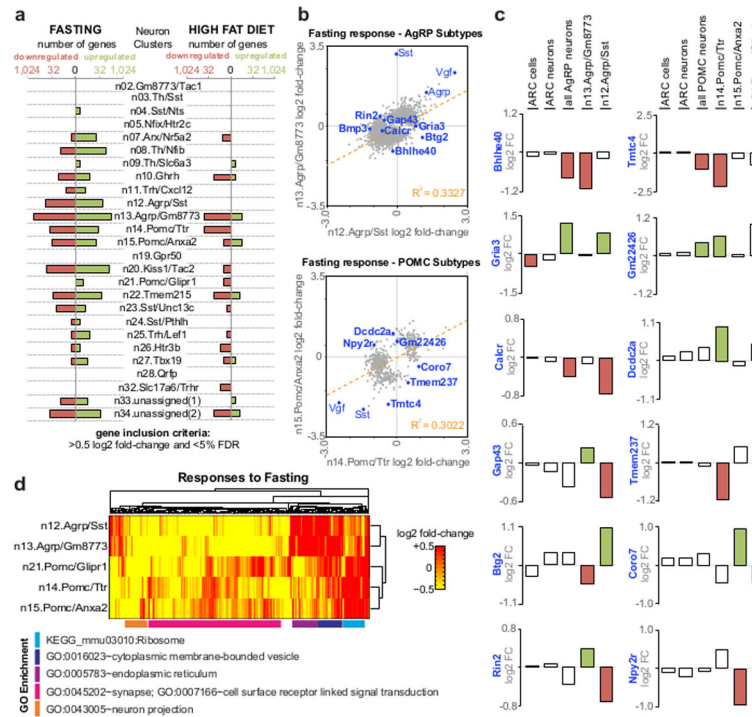 a
FASTING
Neuron
Clusters
HIGH FAT DIET
number of genes
number of genes
downregulated
upregulated
downregulated
upregulated
1,024 32 0 32 1,024
1,024 32 0 32 1,024
n02.Gm8773/Tac1
n03.Th/Sst
n04.Sst/Nts
n05.Nfix/Htr2c
n07.Arx/Nr5a2
n08.Th/Nfib
n09.Th/Slc6a3
n10.Ghrh
n11.Trh/Cxcl12
n12.Agrp/Sst
n13.Agrp/Gm8773
n14.Pomc/Ttr
n15.Pomc/Anxa2
n19.Gpr50
n20.Kiss1/Tac2
n21.Pomc/Glipr1
n22.Tmem215
n23.Sst/Unc13c
n24.Sst/Pthlh
n25.Trh/Lef1
n26.Htr3b
n27.Tbx19
n28.Qrfp
n32.Slc17a6/Trhr
n33.unassigned(1)
n34.unassigned(2)
gene inclusion criteria:
>0.5 log2 fold-change and <5% FDR
b
Fasting response - AgRP Subtypes
n13.Agrp/Gm8773 log2 fold-change
3.5
0
-3.5
Sst
Vgf
Agrp
Rin2
Gap43
Gria3
Bmp3
Calcr
Btg2
Bhlhe40
R² = 0.3327
-3.5 0.0 3.5
n12.Agrp/Sst log2 fold-change
Fasting response - POMC Subtypes
n15.Pomc/Anxa2 log2 fold-change
3.5
0
-3.5
Dcdc2a
Npy2r
Gm22426
Coro7
Tmem237
Vgf
Sst
Tmtc4
R² = 0.3022
-3.5 0.0 3.5
n14.Pomc/Ttr log2 fold-change
c
|ARC cells
|ARC neurons
|all AgRP neurons
|n13.Agrp/Gm8773
|n12.Agrp/Sst
|ARC cells
|ARC neurons
|all POMC neurons
|n14.Pomc/Ttr
|n15.Pomc/Anxa2
Bhlhe40
log2 FC
1.2
-1.2
Tmtc4
log2 FC
2.5
-2.5
Gria3
log2 FC
1.5
-1.5
Gm22426
log2 FC
4.0
-4.0
Calcr
log2 FC
0.8
-0.8
Dcdc2a
log2 FC
1.1
-1.1
Gap43
log2 FC
0.6
-0.6
Tmem237
log2 FC
1.2
-1.2
Btg2
log2 FC
1.1
-1.1
Coro7
log2 FC
1.0
-1.0
Rin2
log2 FC
0.8
-0.8
Npy2r
log2 FC
1.0
-1.0
d
Responses to Fasting
n12.Agrp/Sst
n13.Agrp/Gm8773
n21.Pomc/Glipr1
n14.Pomc/Ttr
n15.Pomc/Anxa2
log2 fold-change
+0.5
0
−0.5
GO Enrichment
KEGG_mmu03010:Ribosome
GO:0016023~cytoplasmic membrane-bounded vesicle
GO:0005783~endoplasmic reticulum
GO:0045202~synapse; GO:0007166~cell surface receptor linked signal transduction
GO:0043005~neuron projection